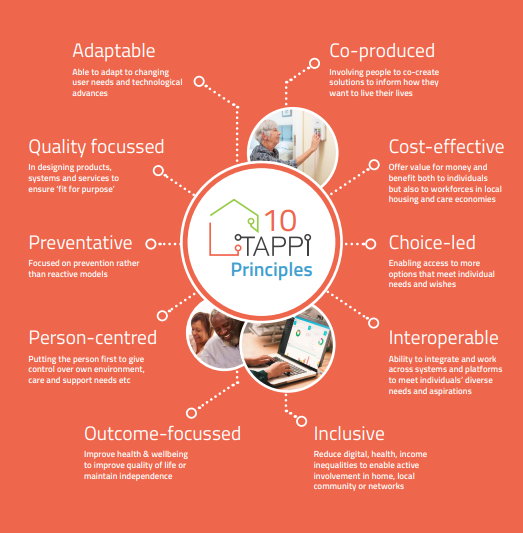 Adaptable
Able to adapt to changing
user needs and technological
advances
Co-produced
Involving people to co-create
solutions to inform how they
want to live their lives
Quality focussed
In designing products,
systems and services to
ensure ‘fit for purpose’
Cost-effective
Offer value for money and
benefit both to individuals
but also to workforces in local
housing and care economies
10
TAPPI
Principles
Preventative
Focused on prevention rather
than reactive models
Choice-led
Enabling access to more
options that meet individual
needs and wishes
Person-centred
Putting the person first to give
control over own environment,
care and support needs etc
Interoperable
Ability to integrate and work
across systems and platforms
to meet individuals’ diverse
needs and aspirations
Outcome-focussed
Improve health & wellbeing
to improve quality of life or
maintain independence
Inclusive
Reduce digital, health, income
inequalities to enable active
involvement in home, local
community or networks